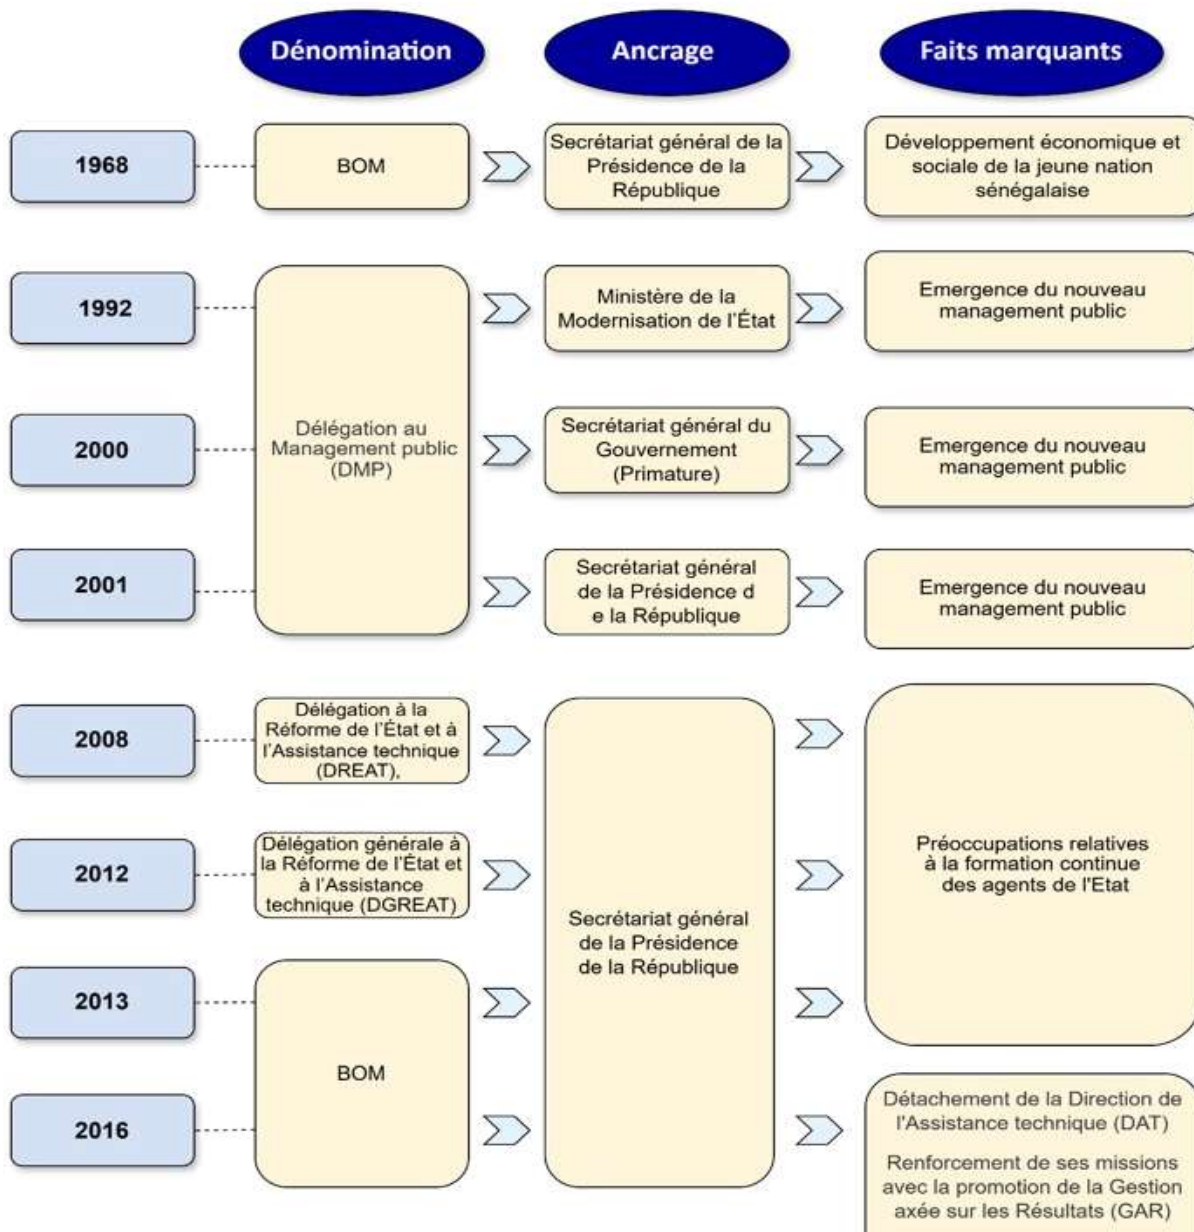 Dénomination
Ancrage
Faits marquants
1968
BOM
Secrétariat général de la
Présidence de la
République
Développement économique et
sociale de la jeune nation
sénégalaise
1992
Ministère de la
Modernisation de l'État
Emergence du nouveau
management public
2000
Délégation au
Management public
(DMP)
Secrétariat général du
Gouvernement
(Primature)
Emergence du nouveau
management public
2001
Secrétariat général
de la Présidence d
e la République
Emergence du nouveau
management public
2008
Délégation à la
Réforme de l'État et à
l'Assistance technique
(DREAT),
2012
Délégation générale à
la Réforme de l'État et
à l'Assistance
technique (DGREAT)
Secrétariat général
de la Présidence
de la République
Préoccupations relatives
à la formation continue
des agents de l'Etat
2013
BOM
2016
Détachement de la Direction de
l'Assistance technique (DAT)
Renforcement de ses missions
avec la promotion de la Gestion
axée sur les Résultats (GAR)